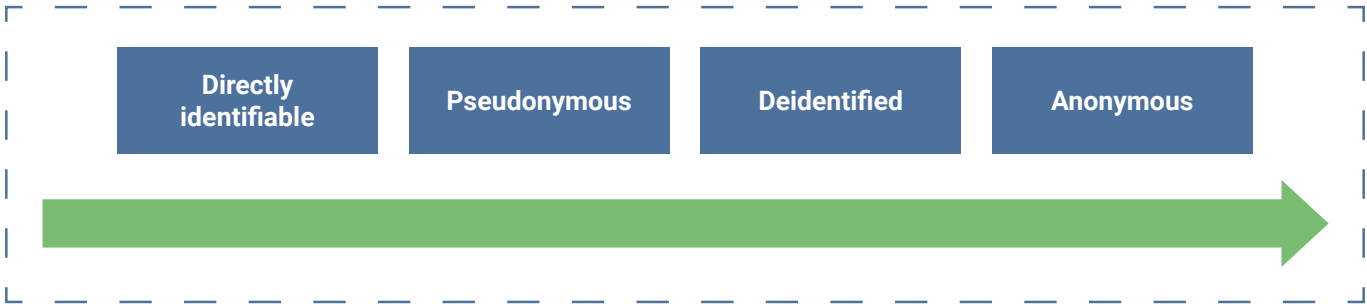 Directly
identifiable
Pseudonymous
Deidentified
Anonymous